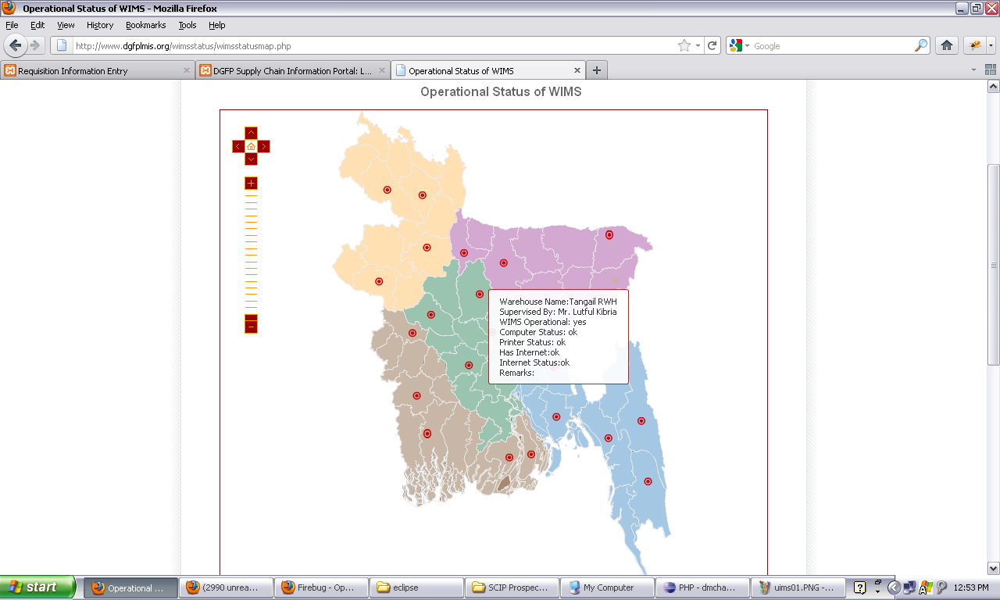 Operational Status of WIMS - Mozilla Firefox
File Edit View History Bookmarks Tools Help
http://www.dgfplmis.org/wimsstatus/wimsstatusmap.php
Google
Requisition Information Entry
DGFP Supply Chain Information Portal: L...
Operational Status of WIMS
Operational Status of WIMS
Warehouse Name:Tangail RWH
Supervised By: Mr. Lutful Kibria
WIMS Operational: yes
Computer Status: ok
Printer Status: ok
Has Internet:ok
Internet Status:ok
Remarks:
start
Operational ...
(2990 unrea...
Firebug - Op...
eclipse
SCIP Prospec...
My Computer
PHP - dmcha...
uims01.PNG -...
12:53 PM